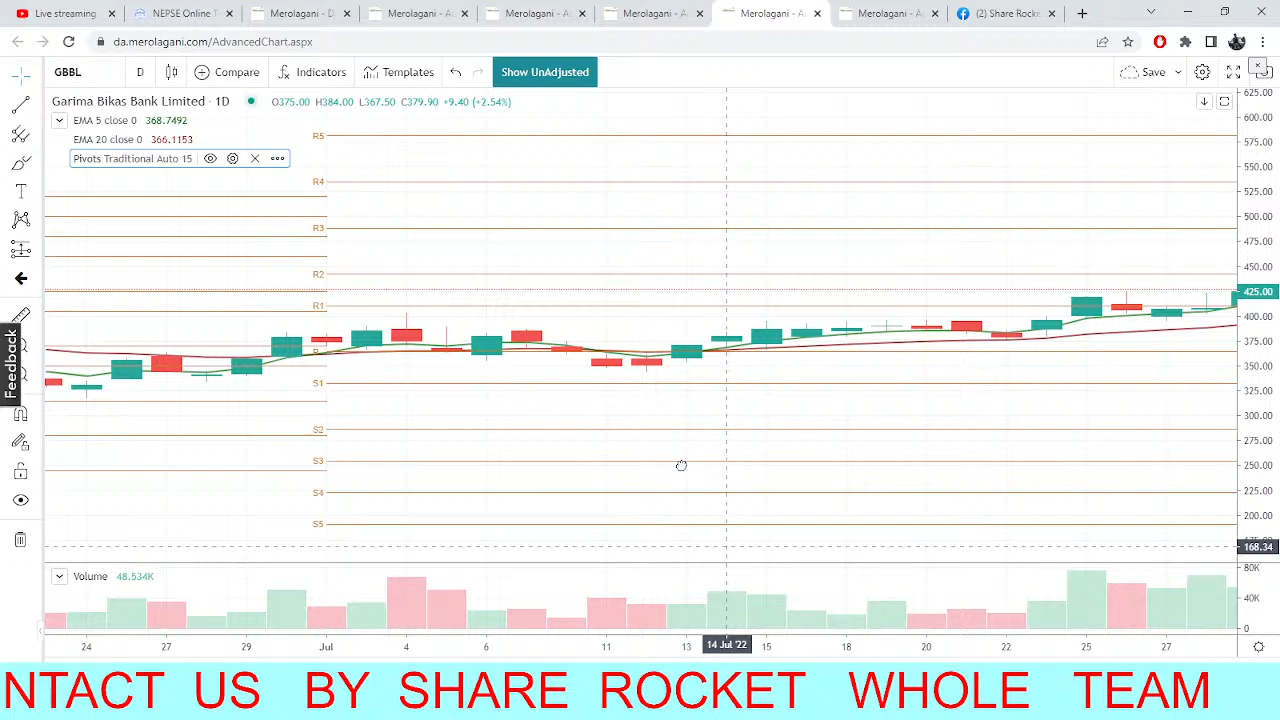 Live streaming
NEPSE Online T
Merolagani - D
Merolagani - A
Merolagani - A
Merolagani - A
Merolagani - A
Merolagani - A
(2) Share Rocke
da.merolagani.com/AdvancedChart.aspx
GBBL D Compare Indicators Templates Show UnAdjusted Save
Garima Bikas Bank Limited · 1D O375.00 H384.00 L367.50 C379.90 +9.40 (+2.54%)
EMA 5 close 0 368.7492
EMA 20 close 0 366.1153
Pivots Traditional Auto 15
R5
R4
R3
R2
R1
P
S1
S2
S3
S4
S5
625.00
600.00
575.00
550.00
525.00
500.00
475.00
450.00
425.00
400.00
375.00
350.00
325.00
300.00
275.00
250.00
225.00
200.00
168.34
Feedback
Volume 48.534K
80K
40K
0
24 27 29 Jul 4 6 11 13 14 Jul '22 15 18 20 22 25 27
NTACT US BY SHARE ROCKET WHOLE TEAM